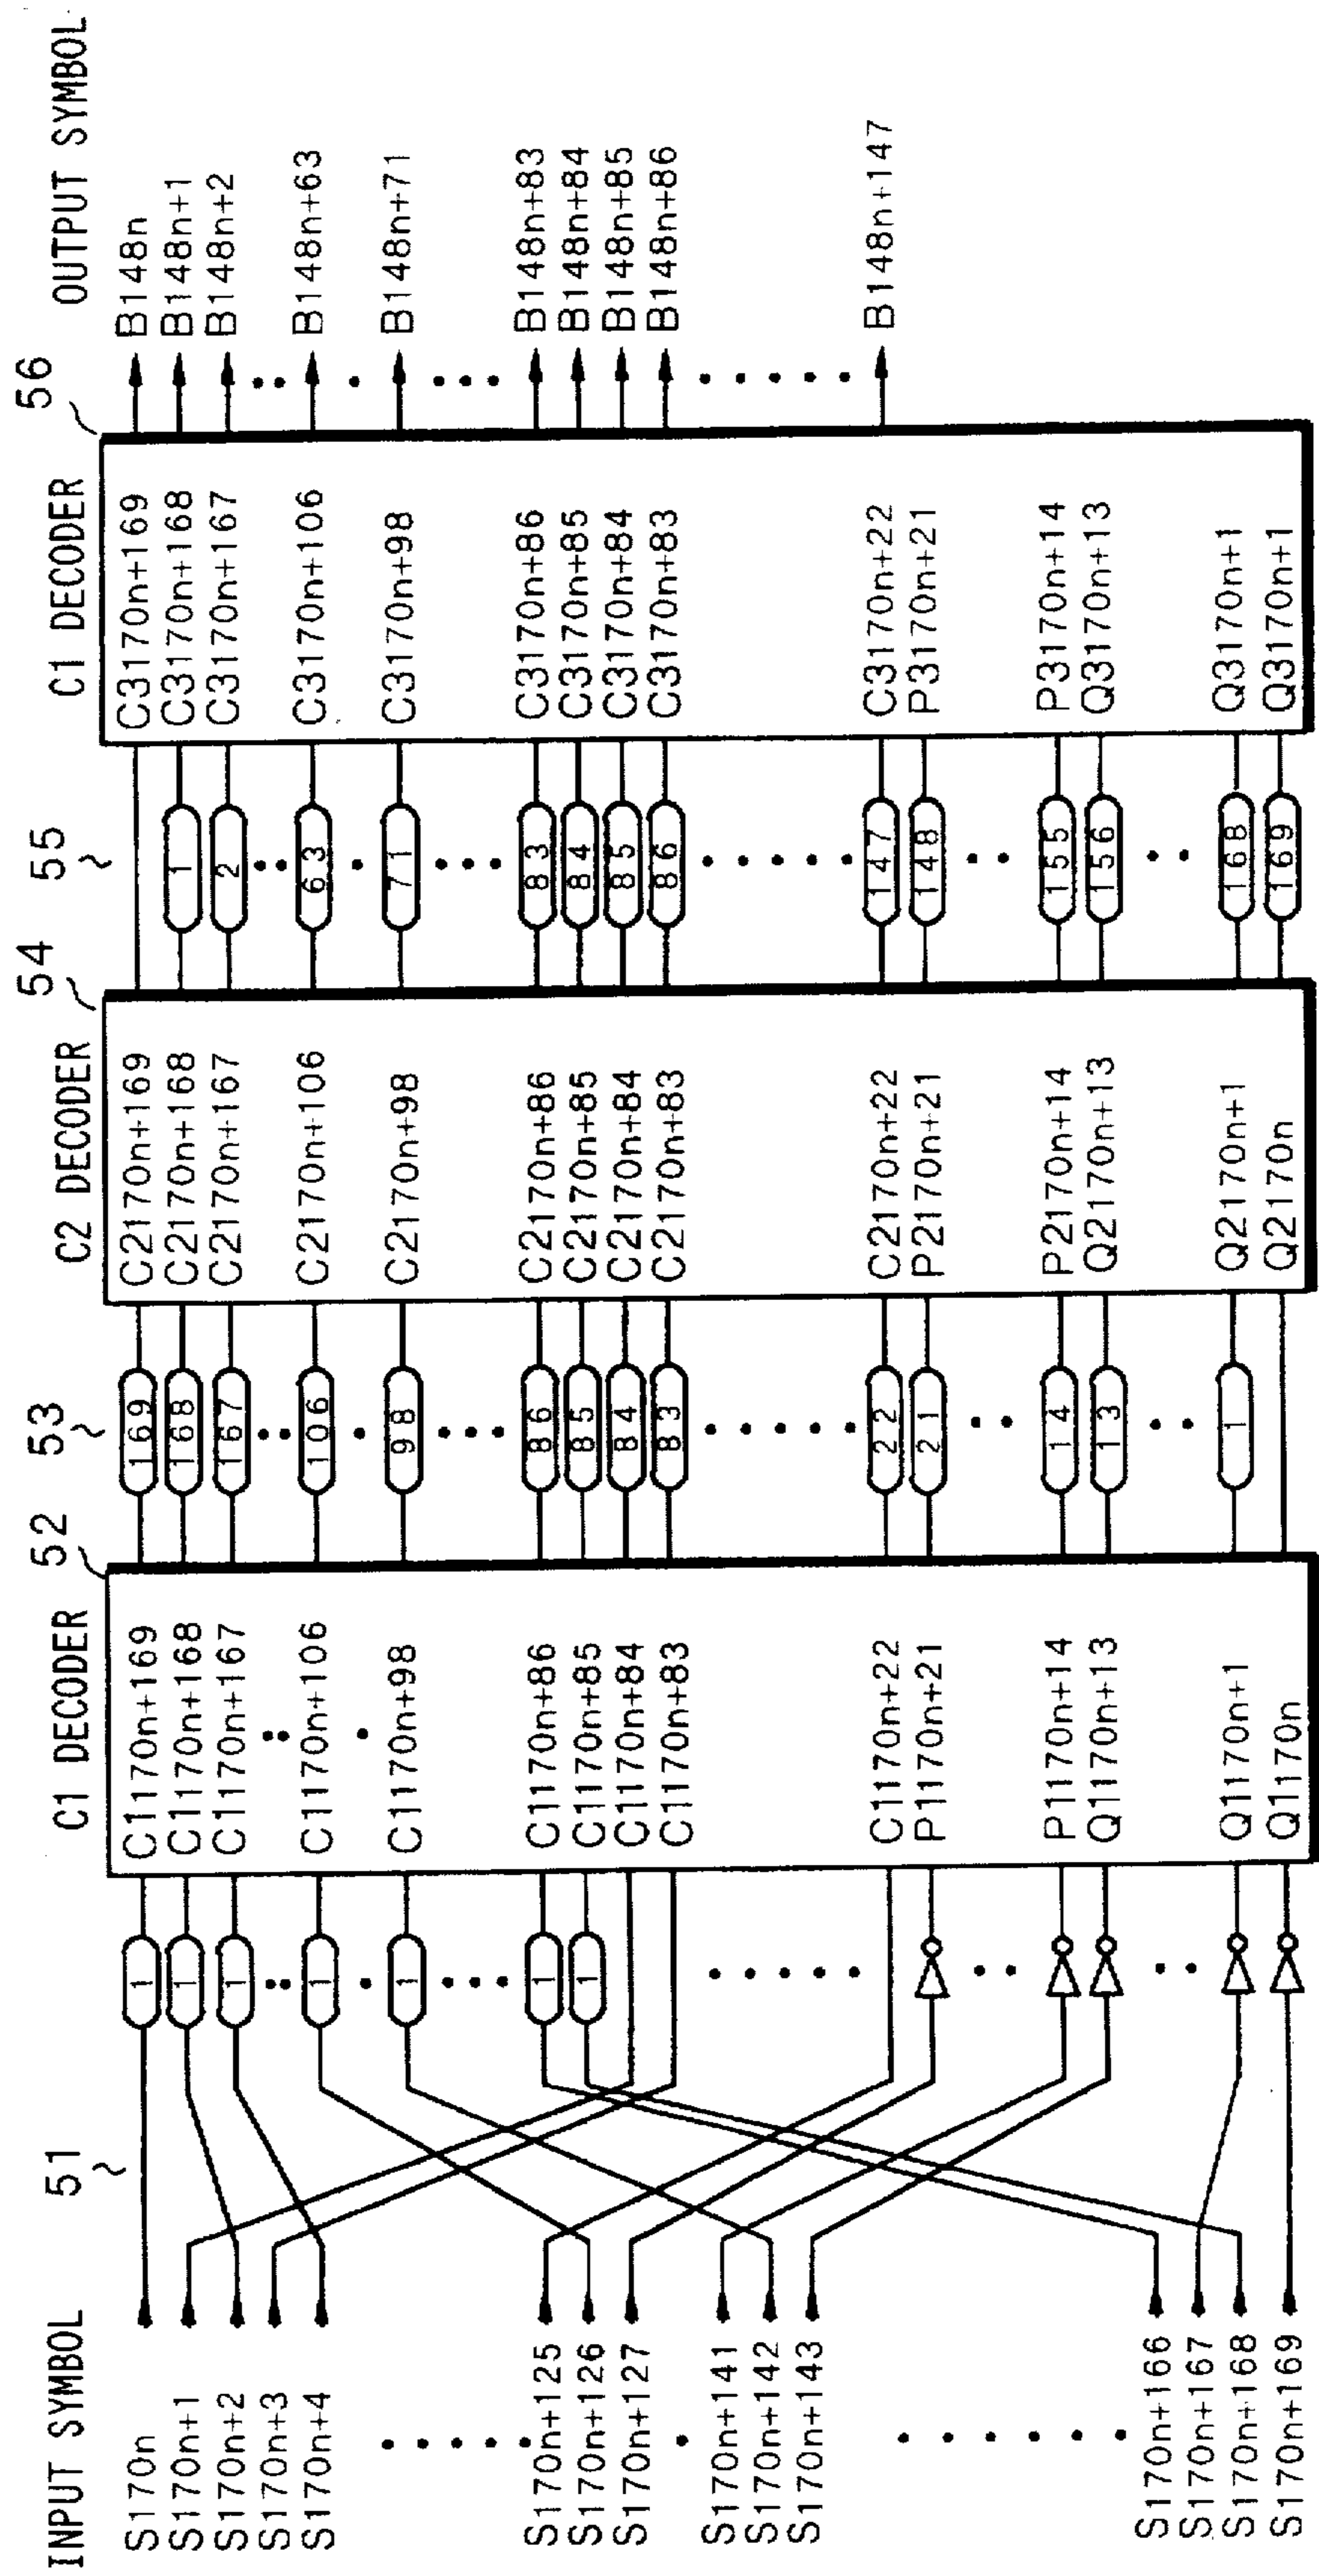 INPUT SYMBOL
S170n
S170n+1
S170n+2
S170n+3
S170n+4
S170n+125
S170n+126
S170n+127
S170n+141
S170n+142
S170n+143
S170n+166
S170n+167
S170n+168
S170n+169
51
1
1
1
1
1
1
1
C1 DECODER
52
C1170n+169
C1170n+168
C1170n+167
C1170n+106
C1170n+98
C1170n+86
C1170n+85
C1170n+84
C1170n+83
C1170n+22
P1170n+21
P1170n+14
Q1170n+13
Q1170n+1
Q1170n
53
169
168
167
106
98
86
85
84
83
22
21
14
13
1
C2 DECODER
54
C2170n+169
C2170n+168
C2170n+167
C2170n+106
C2170n+98
C2170n+86
C2170n+85
C2170n+84
C2170n+83
C2170n+22
P2170n+21
P2170n+14
Q2170n+13
Q2170n+1
Q2170n
55
1
2
63
71
83
84
85
86
147
148
155
156
168
169
C1 DECODER
56
C3170n+169
C3170n+168
C3170n+167
C3170n+106
C3170n+98
C3170n+86
C3170n+85
C3170n+84
C3170n+83
C3170n+22
P3170n+21
P3170n+14
Q3170n+13
Q3170n+1
Q3170n+1
OUTPUT SYMBOL
B148n
B148n+1
B148n+2
B148n+63
B148n+71
B148n+83
B148n+84
B148n+85
B148n+86
B148n+147